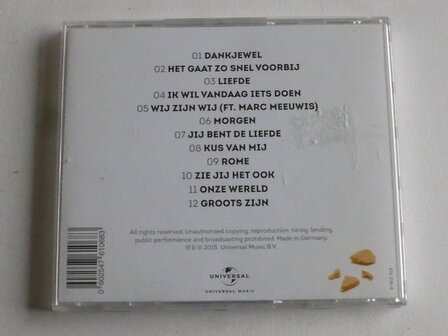 01 DANKJEWEL
02 HET GAAT ZO SNEL VOORBIJ
03 LIEFDE
04 IK WIL VANDAAG IETS DOEN
05 WIJ ZIJN WIJ (FT. MARC MEEUWIS)
06 MORGEN
07 JIJ BENT DE LIEFDE
08 KUS VAN MIJ
09 ROME
10 ZIE JIJ HET OOK
11 ONZE WERELD
12 GROOTS ZIJN
All rights reserved. Unauthorized copying, reproduction, hiring, lending,
public performance and broadcasting prohibited. Made in Germany.
℗ © 2015 Universal Music B.V.
0 602547 610683
UNIVERSAL
UNIVERSAL MUSIC